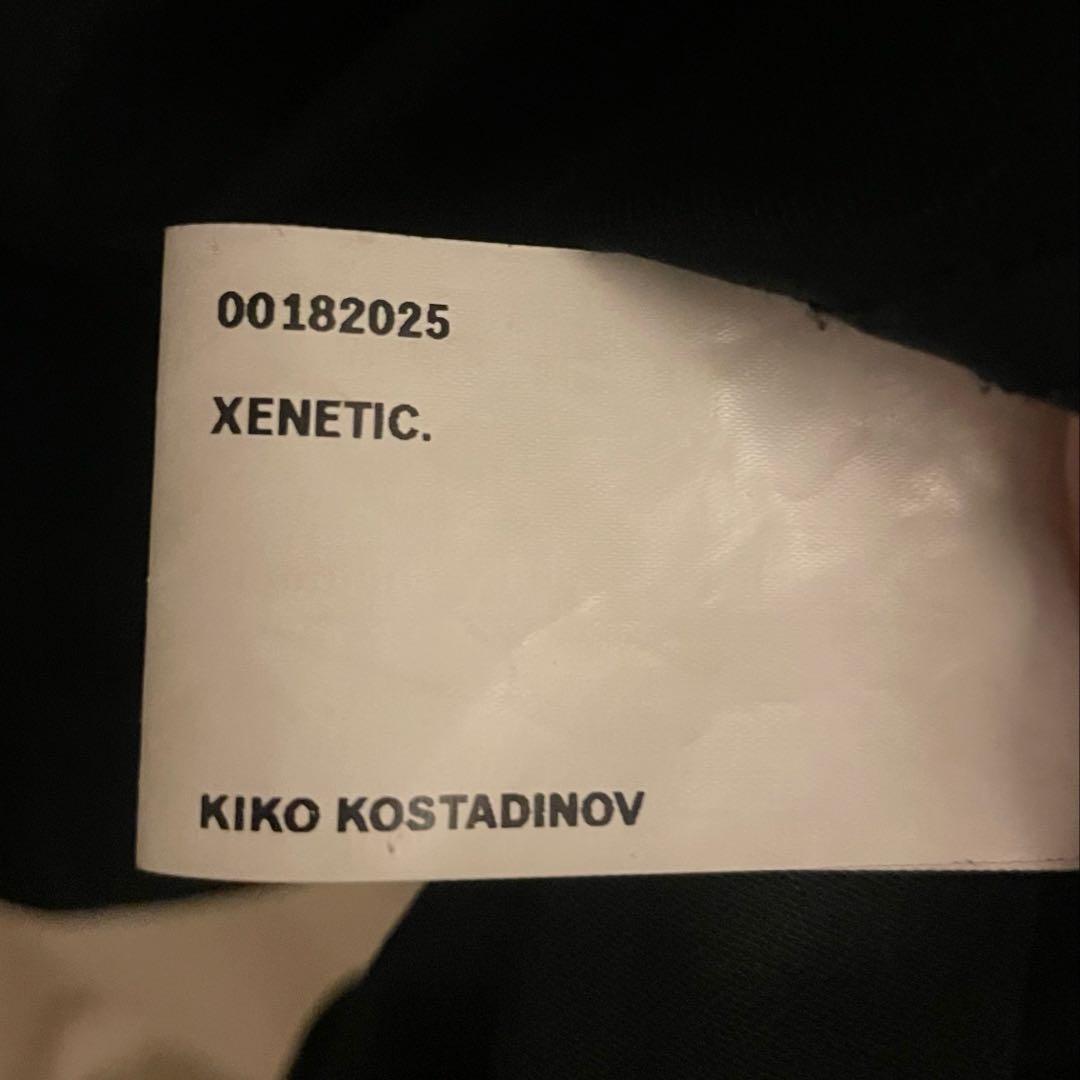 00182025
XENETIC.
KIKO KOSTADINOV